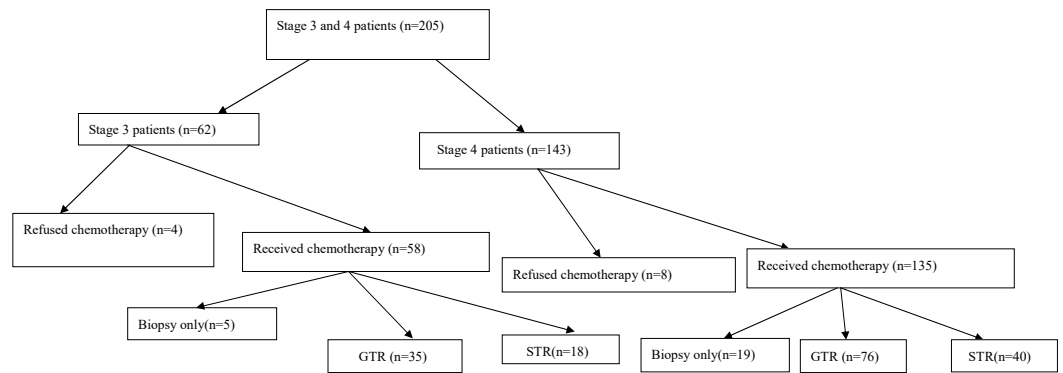 Stage 3 and 4 patients (n=205)
Stage 3 patients (n=62)
Stage 4 patients (n=143)
Refused chemotherapy (n=4)
Received chemotherapy (n=58)
Refused chemotherapy (n=8)
Received chemotherapy (n=135)
Biopsy only(n=5)
GTR (n=35)
STR(n=18)
Biopsy only(n=19)
GTR (n=76)
STR(n=40)